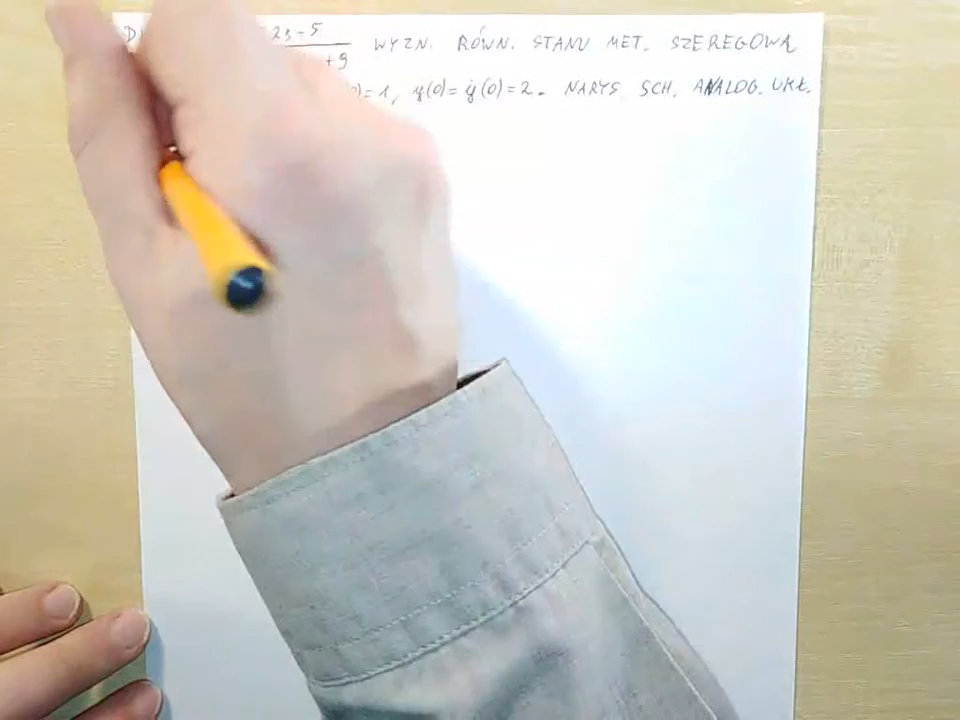 2s-5 WYZN. RÓWN. STANU MET. SZEREGOWĄ
+9
)=1, y(0)=ẏ(0)=2. NARYS. SCH. ANALOG. UKŁ.